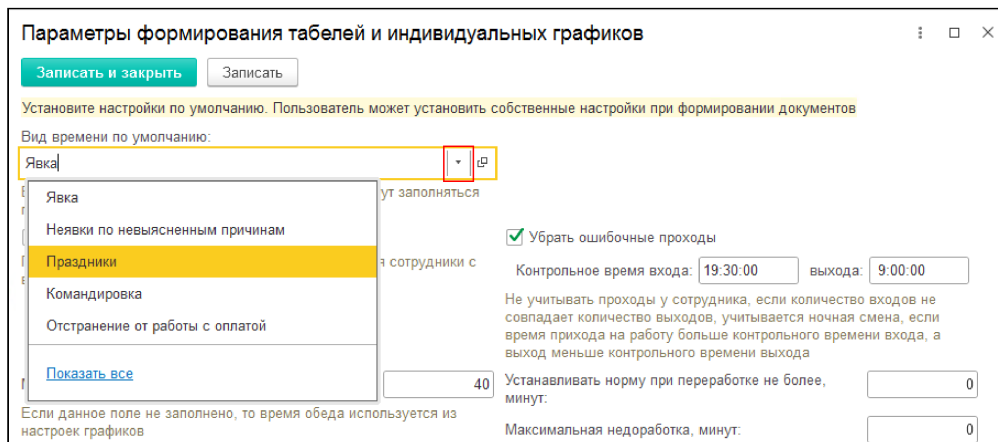 Параметры формирования табелей и индивидуальных графиков
Записать и закрыть Записать
Установите настройки по умолчанию. Пользователь может установить собственные настройки при формировании документов
Вид времени по умолчанию:
Явка
ут заполняться
Явка
Неявки по невыясненным причинам
Праздники
я сотрудники с
Командировка
Отстранение от работы с оплатой
Показать все
40
Если данное поле не заполнено, то время обеда используется из
настроек графиков
Убрать ошибочные проходы
Контрольное время входа: 19:30:00 выхода: 9:00:00
Не учитывать проходы у сотрудника, если количество входов не
совпадает количество выходов, учитывается ночная смена, если
время прихода на работу больше контрольного времени входа, а
выход меньше контрольного времени выхода
Устанавливать норму при переработке не более, 0
минут:
Максимальная недоработка, минут: 0